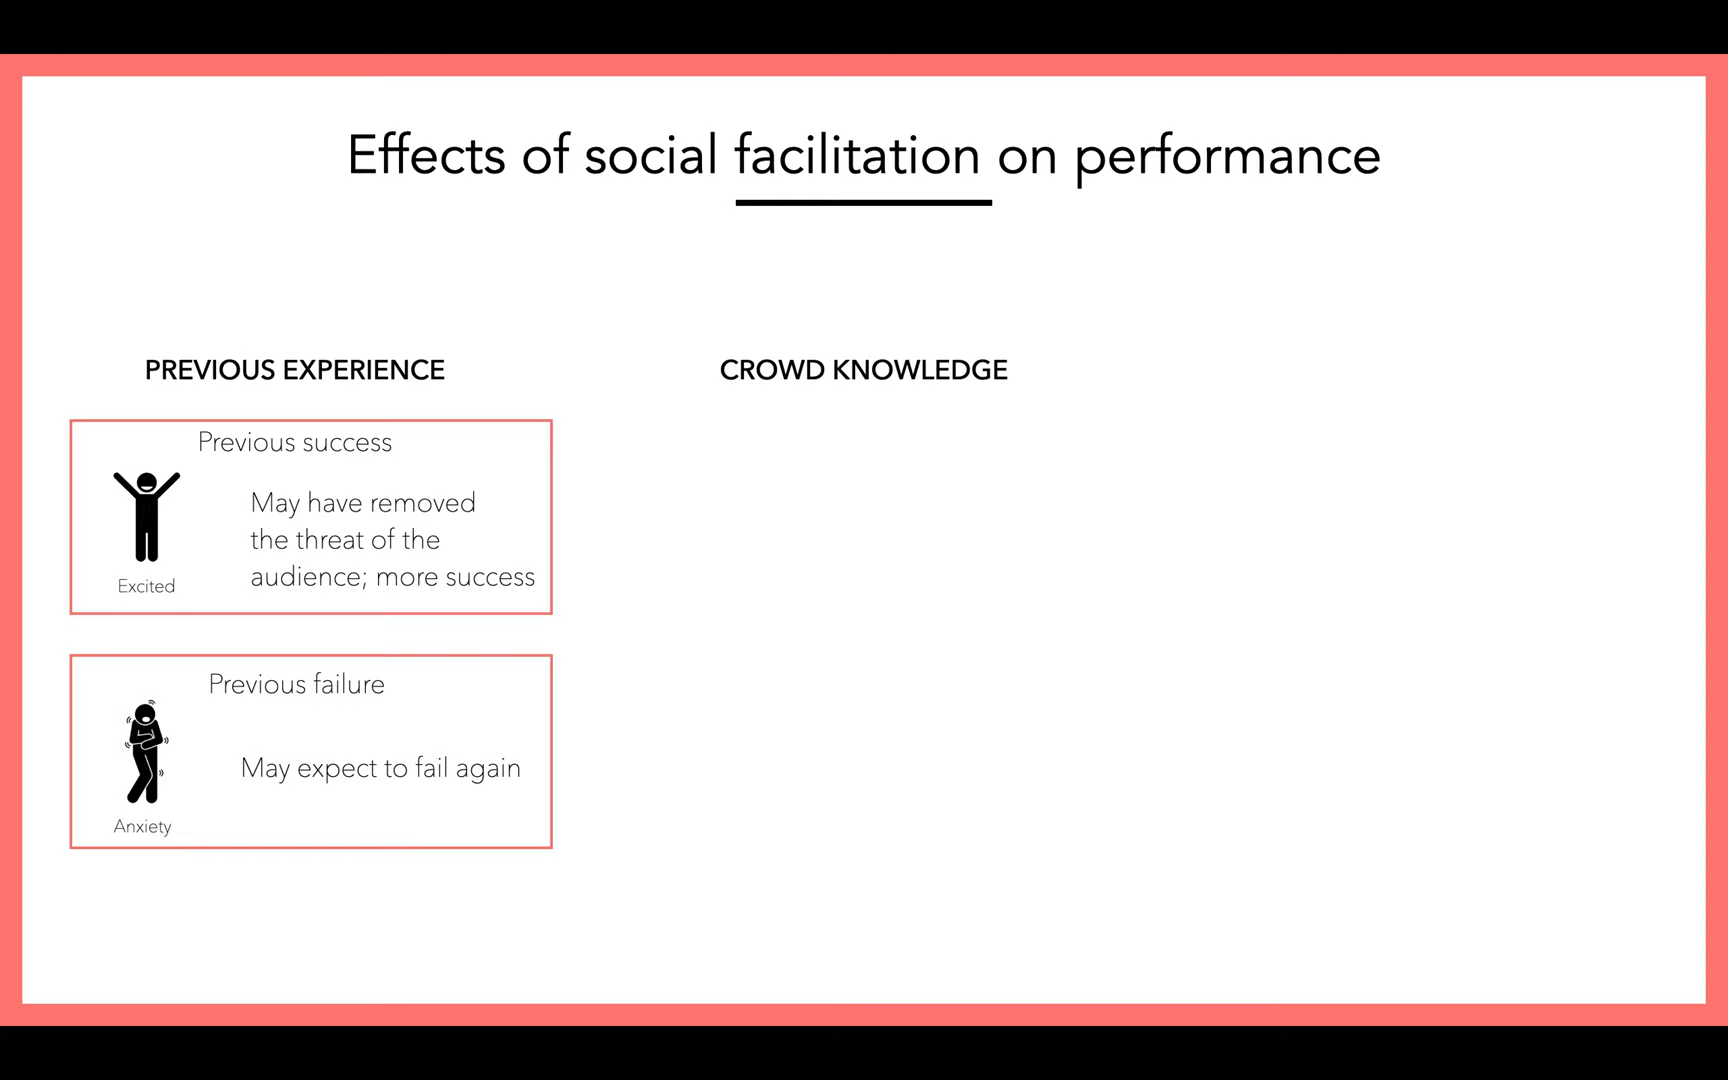 Effects of social facilitation on performance
PREVIOUS EXPERIENCE
Previous success
May have removed
the threat of the
audience; more success
Excited
Previous failure
May expect to fail again
Anxiety
CROWD KNOWLEDGE